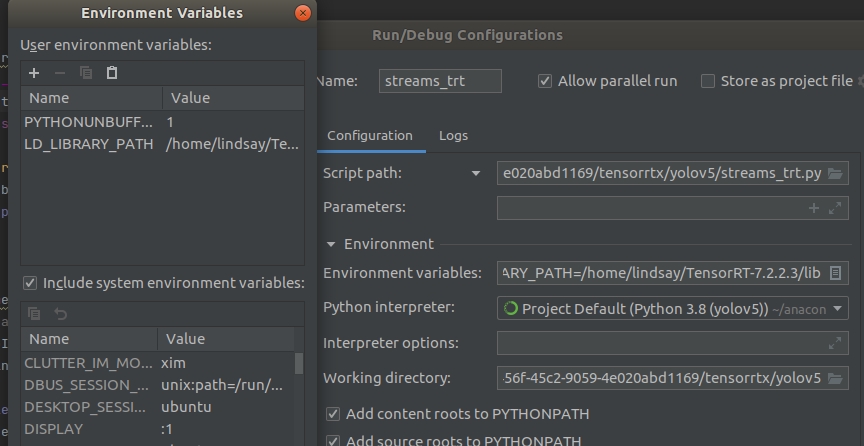 Environment Variables
User environment variables:
Name Value
PYTHONUNBUFF... 1
LD_LIBRARY_PATH /home/lindsay/Te...
Include system environment variables:
Name Value
CLUTTER_IM_MO... xim
DBUS_SESSION_... unix:path=/run/...
DESKTOP_SESSI... ubuntu
DISPLAY :1
Run/Debug Configurations
Name: streams_trt Allow parallel run Store as project file
Configuration Logs
Script path: e020abd1169/tensorrtx/yolov5/streams_trt.py
Parameters:
Environment
Environment variables: ARY_PATH=/home/lindsay/TensorRT-7.2.2.3/lib
Python interpreter: Project Default (Python 3.8 (yolov5)) ~/anacon
Interpreter options:
Working directory: -56f-45c2-9059-4e020abd1169/tensorrtx/yolov5
Add content roots to PYTHONPATH
Add source roots to PYTHONPATH